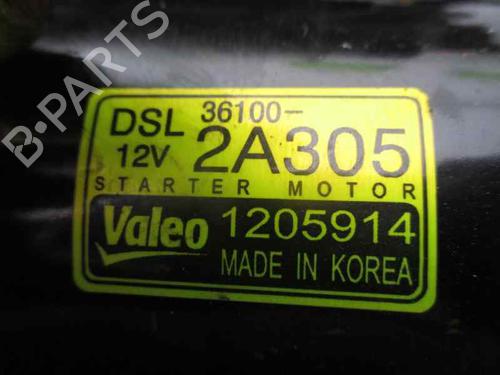 DSL 36100-
12V 2A305
STARTER MOTOR
Valeo 1205914
MADE IN KOREA
B-PARTS